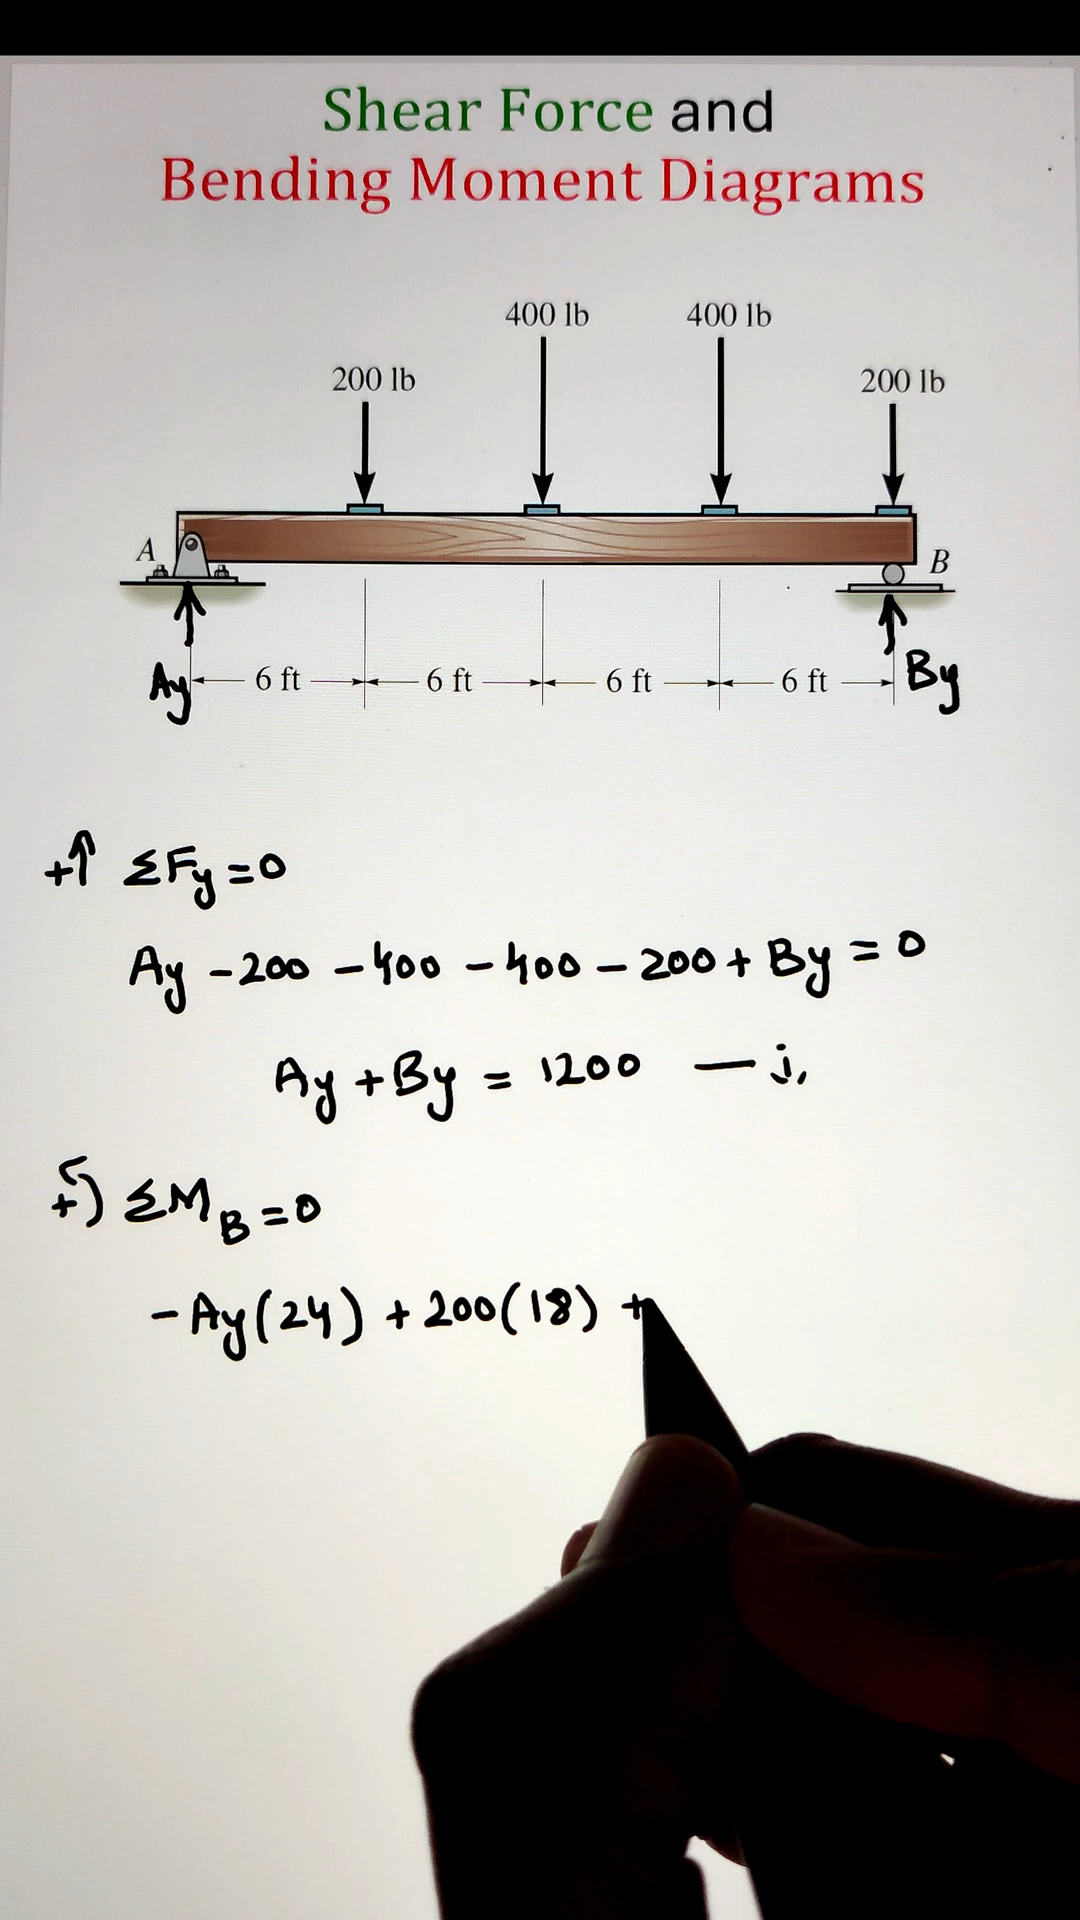 Shear Force and
Bending Moment Diagrams
400 lb 400 lb
200 lb 200 lb
A B
6 ft 6 ft 6 ft 6 ft
Ay By
+↑ ΣFy=0
Ay -200 -400 -400 - 200 + By = 0
Ay + By = 1200 — i,
+↶) ΣM_B=0
-Ay(24) + 200(18) +